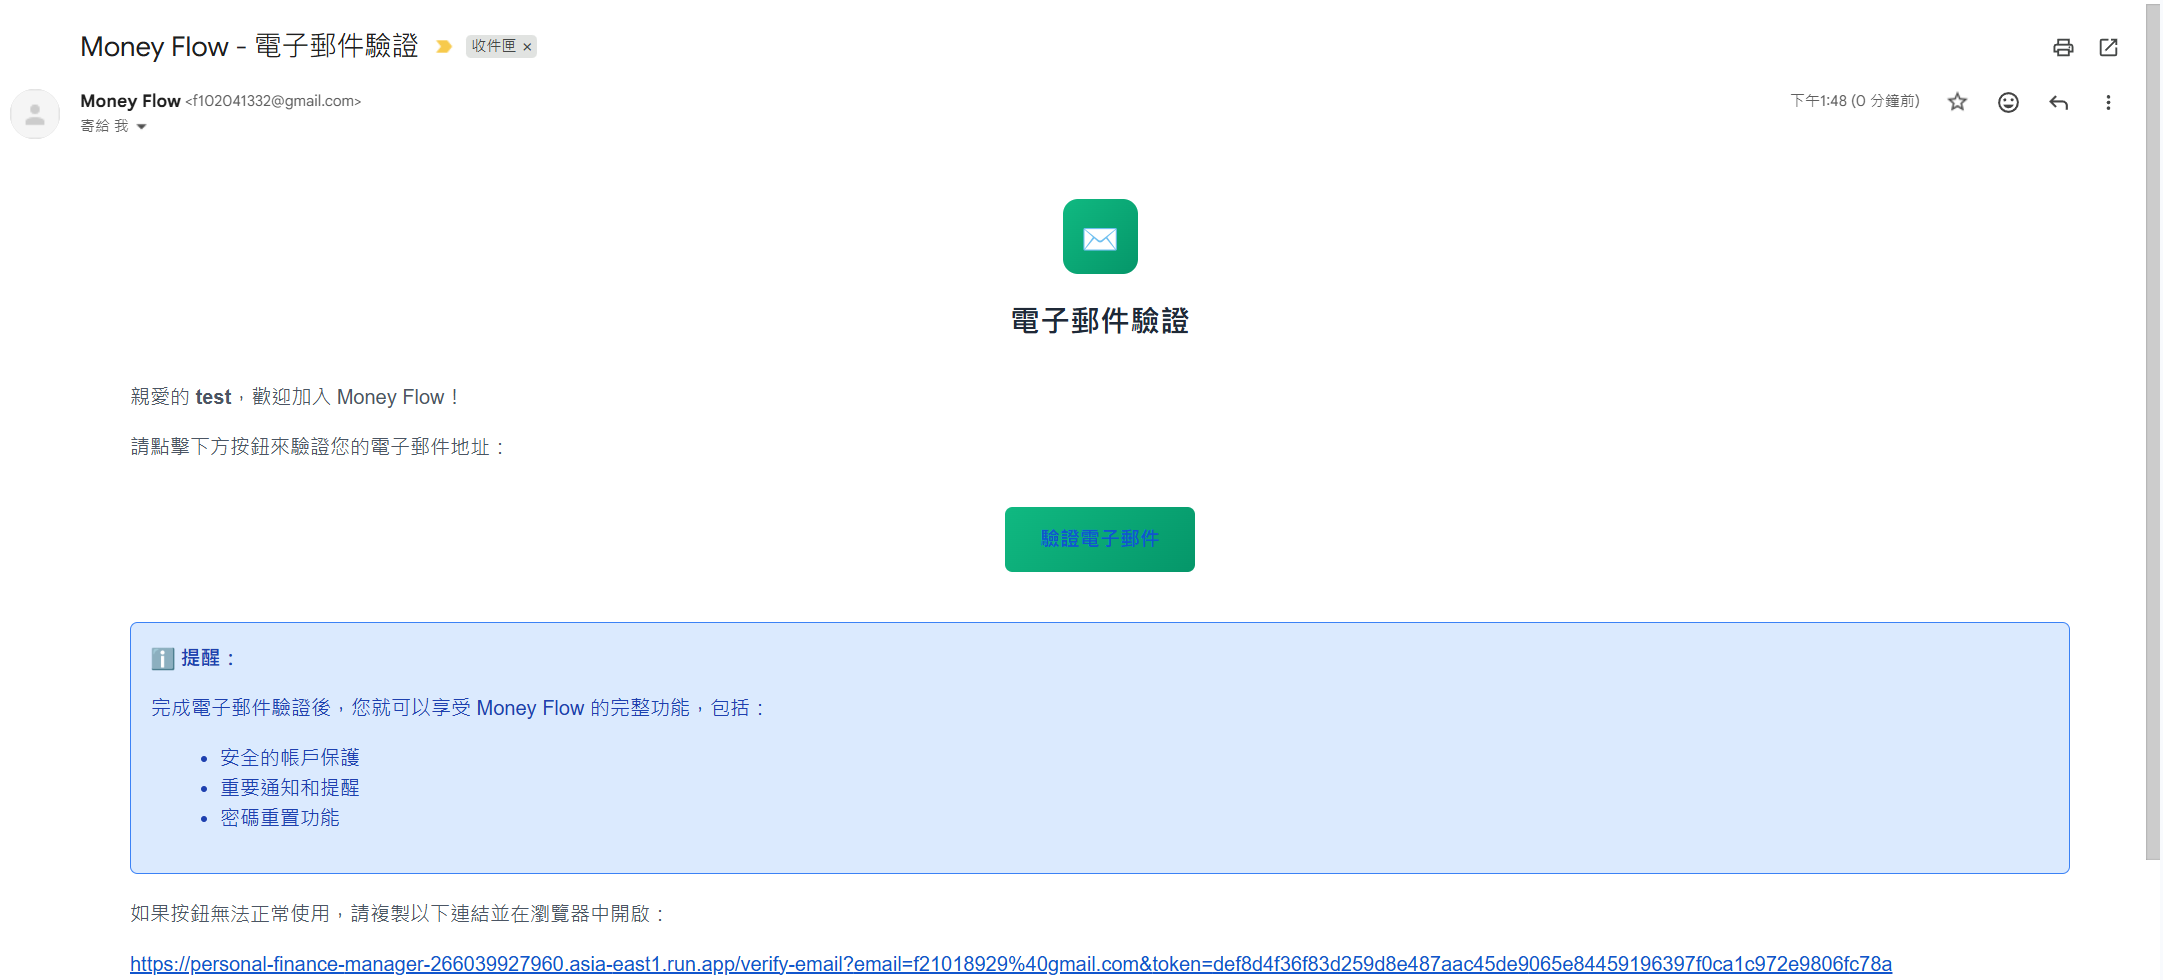 Money Flow - 電子郵件驗證 收件匣 ×
Money Flow <f102041332@gmail.com> 下午1:48 (0 分鐘前)
寄給 我
電子郵件驗證
親愛的 test，歡迎加入 Money Flow！
請點擊下方按鈕來驗證您的電子郵件地址：
驗證電子郵件
ℹ️ 提醒：
完成電子郵件驗證後，您就可以享受 Money Flow 的完整功能，包括：
• 安全的帳戶保護
• 重要通知和提醒
• 密碼重置功能
如果按鈕無法正常使用，請複製以下連結並在瀏覽器中開啟：
https://personal-finance-manager-266039927960.asia-east1.run.app/verify-email?email=f21018929%40gmail.com&token=def8d4f36f83d259d8e487aac45de9065e84459196397f0ca1c972e9806fc78a